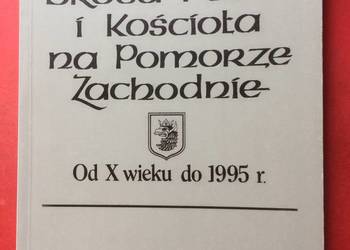 i Kościoła
na Pomorze
Zachodnie
Od X wieku do 1995 r.